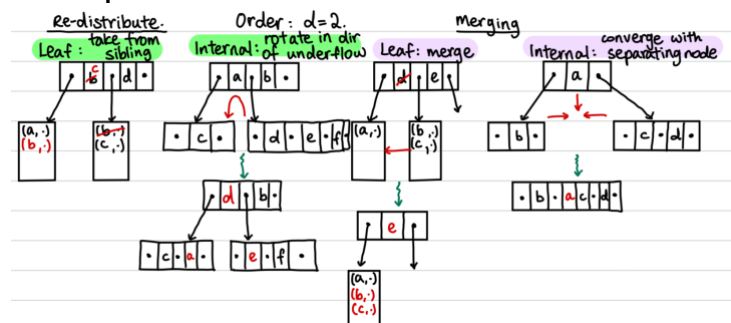 Re-distribute.
Order: d=2.
Merging
Leaf: take from sibling
Internal: rotate in dir of underflow
Leaf: merge
Internal: converge with separating node
c
b d
a b
d e
a
(a,·)
(b,·)
(b,·)
(c,·)
c
d e f
(a,·)
(b,·)
(c,·)
b
c d
d b
b a c d
c a
e f
e
(a,·)
(b,·)
(c,·)